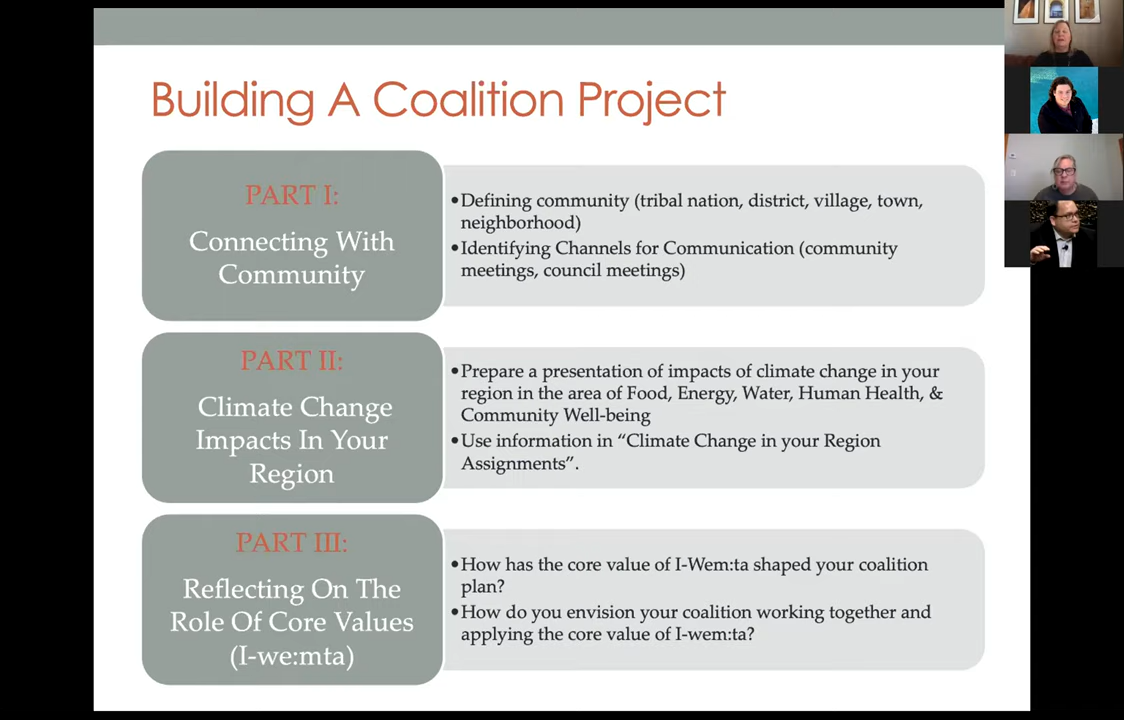 Building A Coalition Project
PART I:
Connecting With
Community
•Defining community (tribal nation, district, village, town,
neighborhood)
•Identifying Channels for Communication (community
meetings, council meetings)
PART II:
Climate Change
Impacts In Your
Region
•Prepare a presentation of impacts of climate change in your
region in the area of Food, Energy, Water, Human Health, &
Community Well-being
•Use information in “Climate Change in your Region
Assignments”.
PART III:
Reflecting On The
Role Of Core Values
(I-we:mta)
•How has the core value of I-Wem:ta shaped your coalition
plan?
•How do you envision your coalition working together and
applying the core value of I-wem:ta?